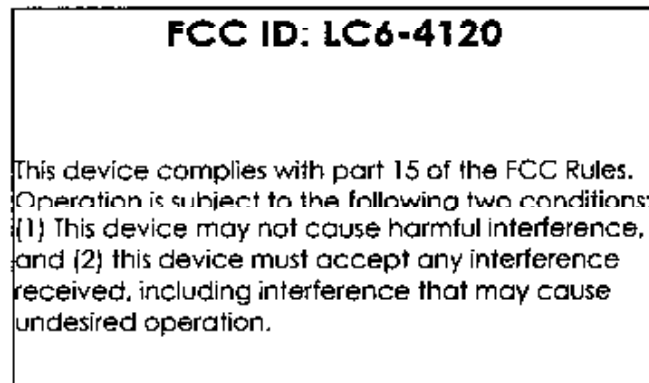 FCC ID: LC6-4120
This device complies with part 15 of the FCC Rules.
Operation is subject to the following two conditions:
(1) This device may not cause harmful interference,
and (2) this device must accept any interference
received, including interference that may cause
undesired operation.